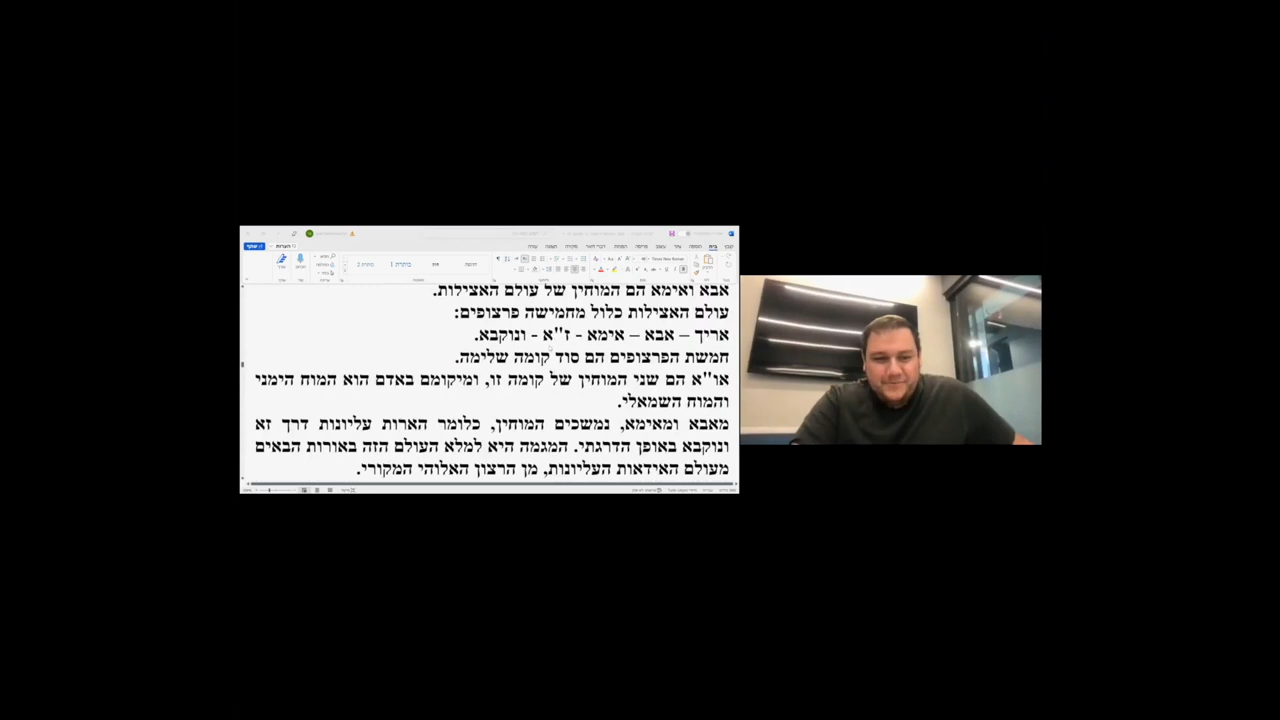 אבא ואימא הם המוחין של עולם האצילות.
עולם האצילות כלול מחמישה פרצופים:
אריך – אבא – אימא - ז"א - ונוקבא.
חמשת הפרצופים הם סוד קומה שלימה.
או"א הם שני המוחין של קומה זו, ומיקומם באדם הוא המוח הימני
והמוח השמאלי.
מאבא ומאימא, נמשכים המוחין, כלומר הארות עליונות דרך זא
ונוקבא באופן הדרגתי. המגמה היא למלא העולם הזה באורות הבאים
מעולם האידאות העליונות, מן הרצון האלוהי המקורי.